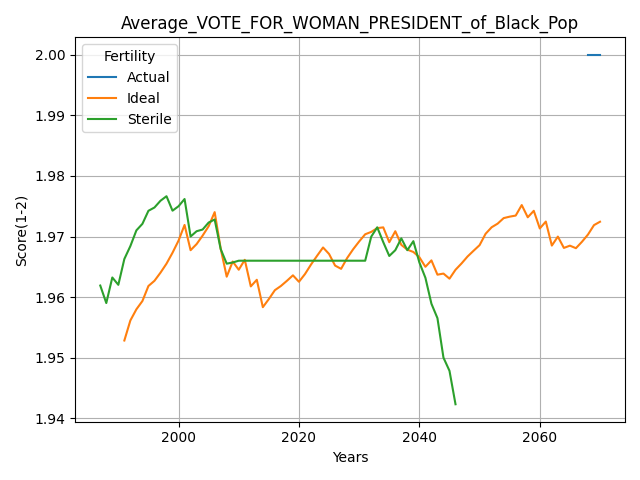 Average_VOTE_FOR_WOMAN_PRESIDENT_of_Black_Pop
Fertility
Actual
Ideal
Sterile
Score(1-2)
2.00
1.99
1.98
1.97
1.96
1.95
1.94
2000 2020 2040 2060
Years